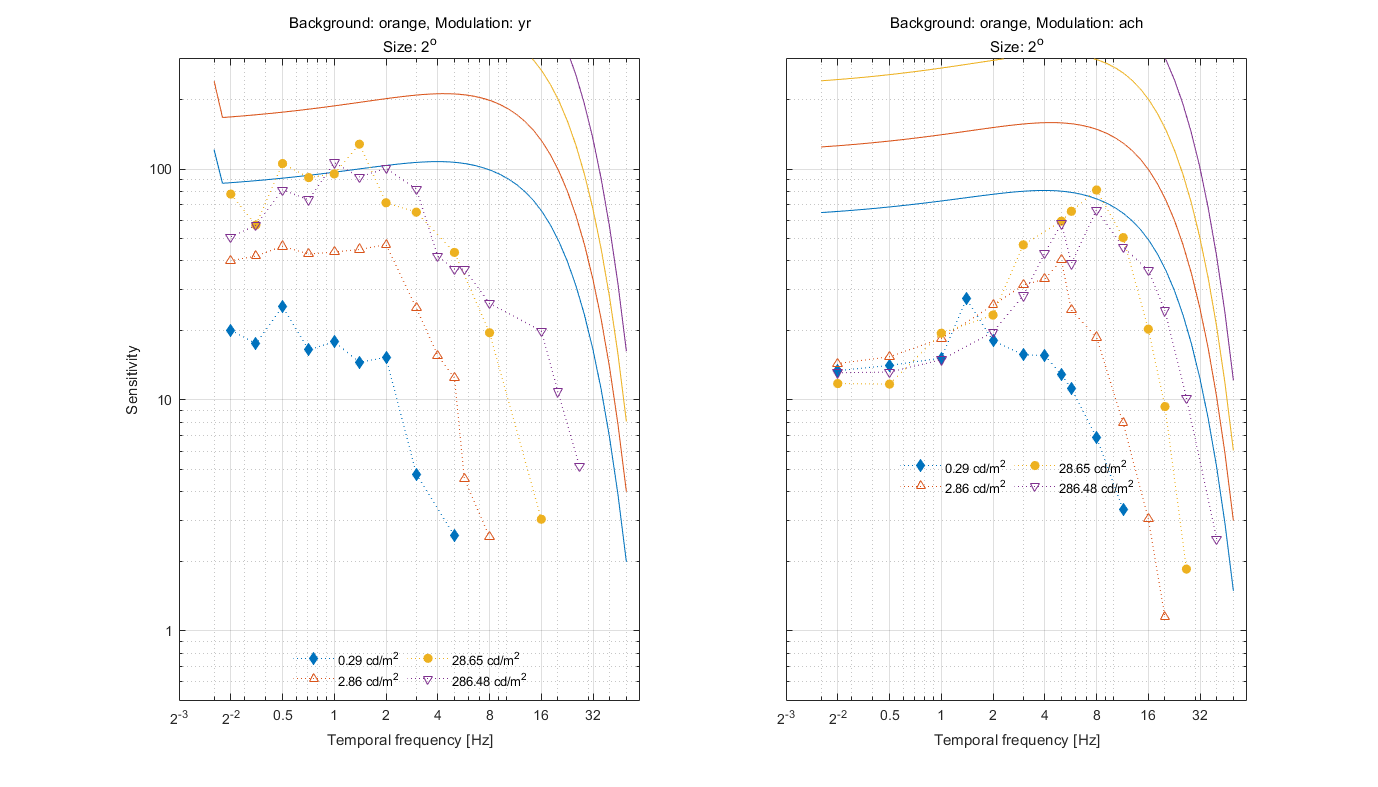 Background: orange, Modulation: yr
Size: 2º
100
10
1
Sensitivity
0.29 cd/m² 28.65 cd/m²
2.86 cd/m² 286.48 cd/m²
2⁻³ 2⁻² 0.5 1 2 4 8 16 32
Temporal frequency [Hz]
Background: orange, Modulation: ach
Size: 2º
0.29 cd/m² 28.65 cd/m²
2.86 cd/m² 286.48 cd/m²
2⁻³ 2⁻² 0.5 1 2 4 8 16 32
Temporal frequency [Hz]